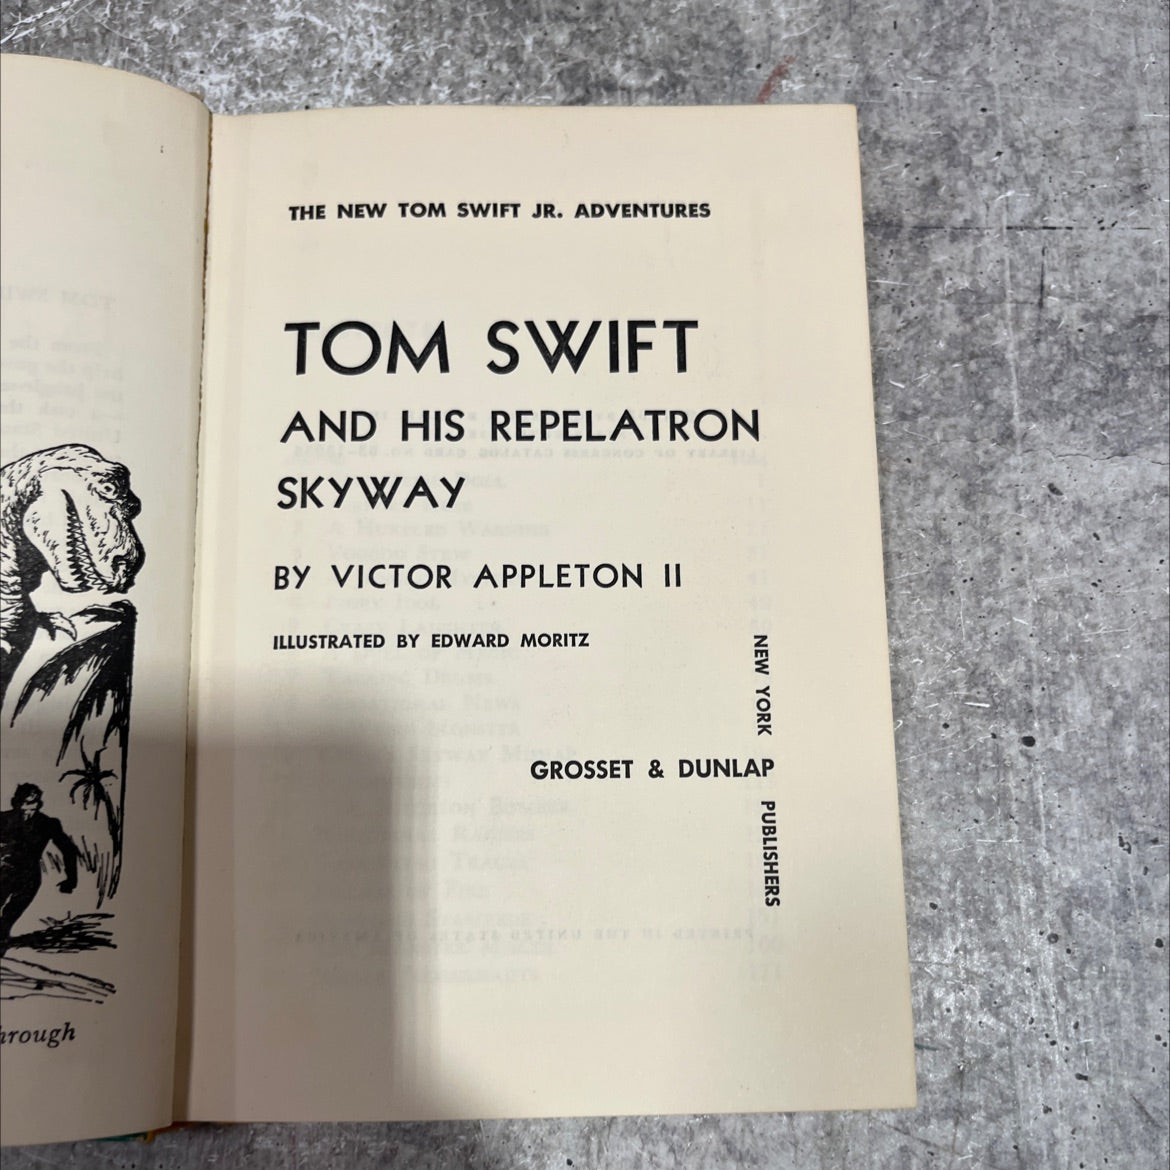 THE NEW TOM SWIFT JR. ADVENTURES
TOM SWIFT
AND HIS REPELATRON
SKYWAY
BY VICTOR APPLETON II
ILLUSTRATED BY EDWARD MORITZ
NEW YORK
GROSSET & DUNLAP
PUBLISHERS
hrough